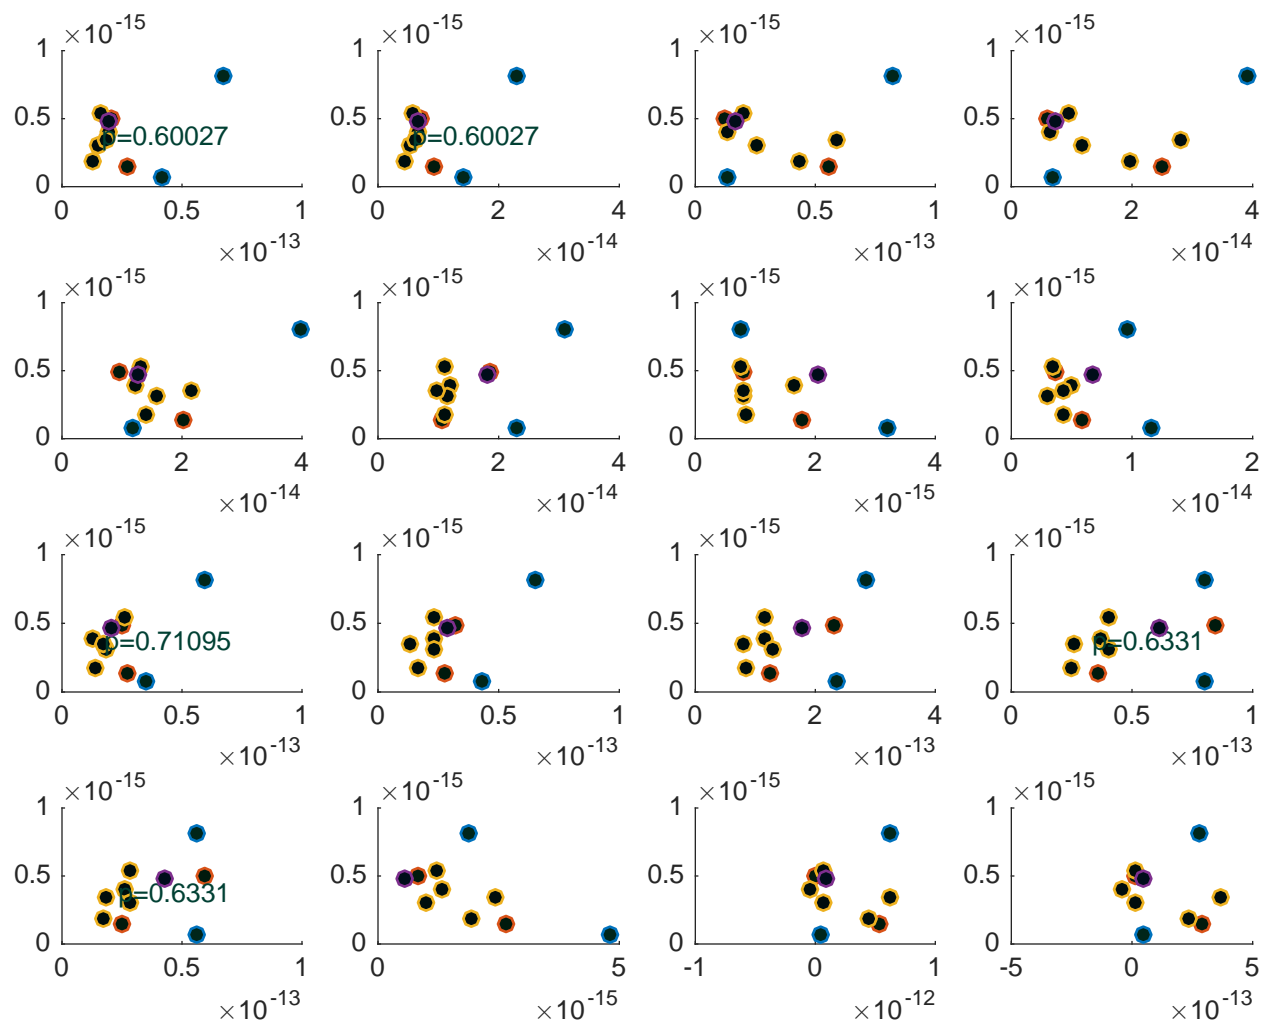 ×10-15 ×10-15 ×10-15 ×10-15
1 1 1 1
0.5 0.5 0.5 0.5
p=0.60027 p=0.60027
0 0 0 0
0 0.5 1 0 2 4 0 0.5 1 0 2 4
×10-13 ×10-14 ×10-13 ×10-14
×10-15 ×10-15 ×10-15 ×10-15
1 1 1 1
0.5 0.5 0.5 0.5
0 0 0 0
0 2 4 0 2 4 0 2 4 0 1 2
×10-14 ×10-14 ×10-15 ×10-14
×10-15 ×10-15 ×10-15 ×10-15
1 1 1 1
0.5 0.5 0.5 0.5
p=0.71095 p=0.6331
0 0 0 0
0 0.5 1 0 0.5 1 0 2 4 0 0.5 1
×10-13 ×10-13 ×10-13 ×10-13
×10-15 ×10-15 ×10-15 ×10-15
1 1 1 1
0.5 0.5 0.5 0.5
p=0.6331
0 0 0 0
0 0.5 1 0 5 -1 0 1 -5 0 5
×10-13 ×10-15 ×10-12 ×10-13